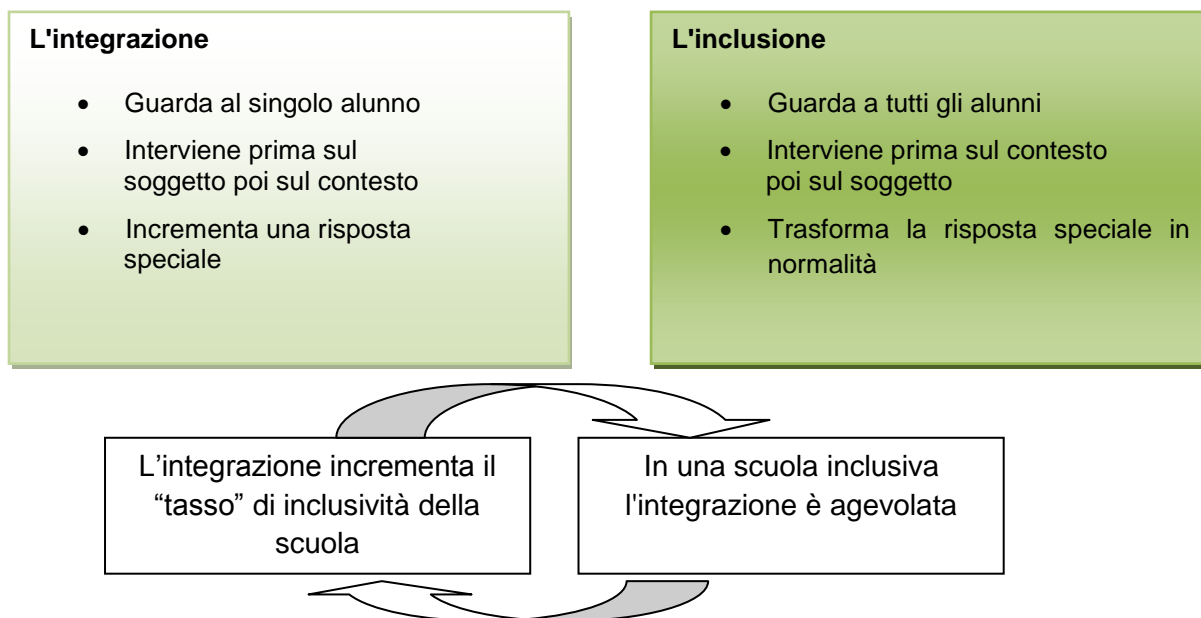 L'integrazione
• Guarda al singolo alunno
• Interviene prima sul
soggetto poi sul contesto
• Incrementa una risposta
speciale
L'inclusione
• Guarda a tutti gli alunni
• Interviene prima sul contesto
poi sul soggetto
• Trasforma la risposta speciale in
normalità
L’integrazione incrementa il
“tasso” di inclusività della
scuola
In una scuola inclusiva
l'integrazione è agevolata